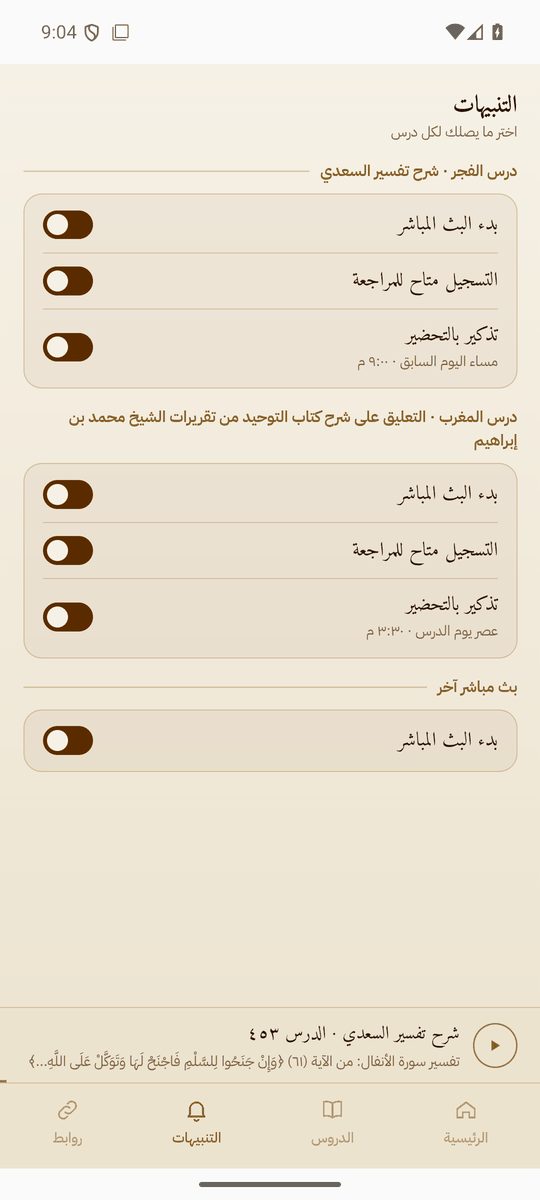 9:04
التنبيهات
اختر ما يصلك لكل درس
درس الفجر · شرح تفسير السعدي
بدء البث المباشر
التسجيل متاح للمراجعة
تذكير بالتحضير
مساء اليوم السابق · ٩:٠٠ م
درس المغرب · التعليق على شرح كتاب التوحيد من تقريرات الشيخ محمد بن
إبراهيم
بدء البث المباشر
التسجيل متاح للمراجعة
تذكير بالتحضير
عصر يوم الدرس · ٣:٣٠ م
بث مباشر آخر
بدء البث المباشر
شرح تفسير السعدي · الدرس ٤٥٣
تفسير سورة الأنفال: من الآية (٦١) ﴿وَإِنْ جَنَحُوا لِلسَّلْمِ فَاجْنَحْ لَهَا وَتَوَكَّلْ عَلَى اللَّهِ...﴾
الرئيسية
الدروس
التنبيهات
روابط